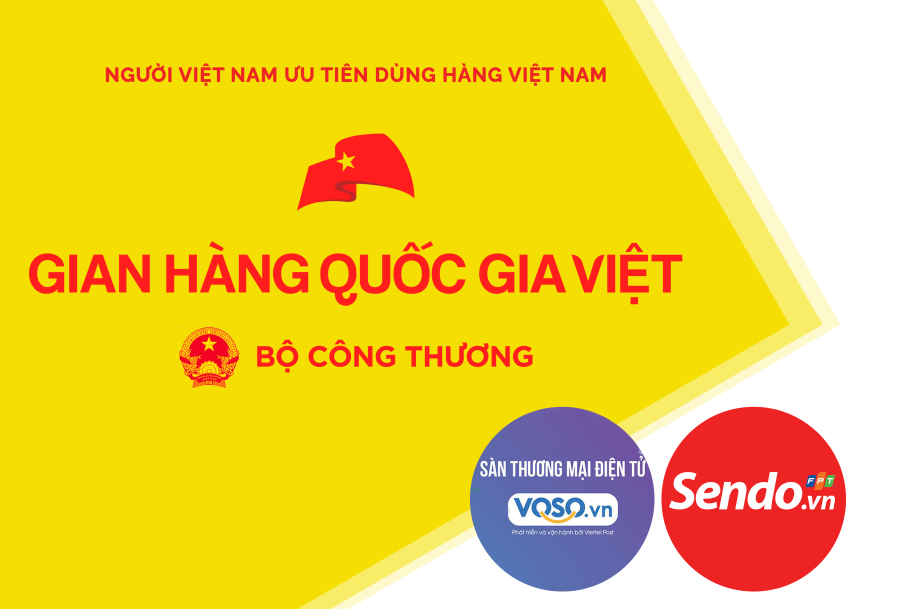 NGƯỜI VIỆT NAM ƯU TIÊN DÙNG HÀNG VIỆT NAM
GIAN HÀNG QUỐC GIA VIỆT
BỘ CÔNG THƯƠNG
SÀN THƯƠNG MẠI ĐIỆN TỬ
VOSO.vn
Phát triển và vận hành bởi Viettel Post
FPT
Sendo.vn